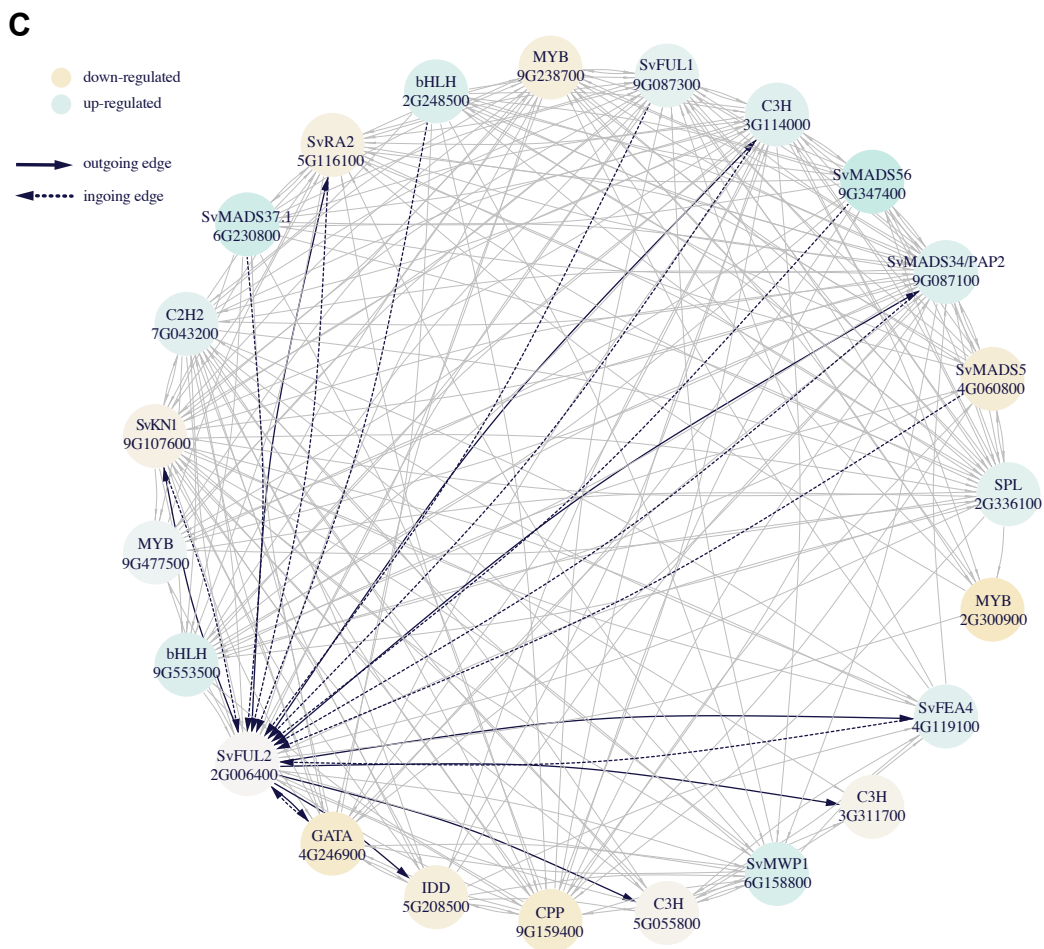 C
down-regulated
up-regulated
outgoing edge
ingoing edge
MYB
9G238700
SvFUL1
9G087300
bHLH
2G248500
C3H
3G114000
SvRA2
5G116100
SvMADS56
9G347400
SvMADS37.1
6G230800
SvMADS34/PAP2
9G087100
C2H2
7G043200
SvMADS5
4G060800
SvKN1
9G107600
SPL
2G336100
MYB
9G477500
MYB
2G300900
bHLH
9G553500
SvFEA4
4G119100
SvFUL2
2G006400
C3H
3G311700
GATA
4G246900
SvMWP1
6G158800
IDD
5G208500
C3H
5G055800
CPP
9G159400